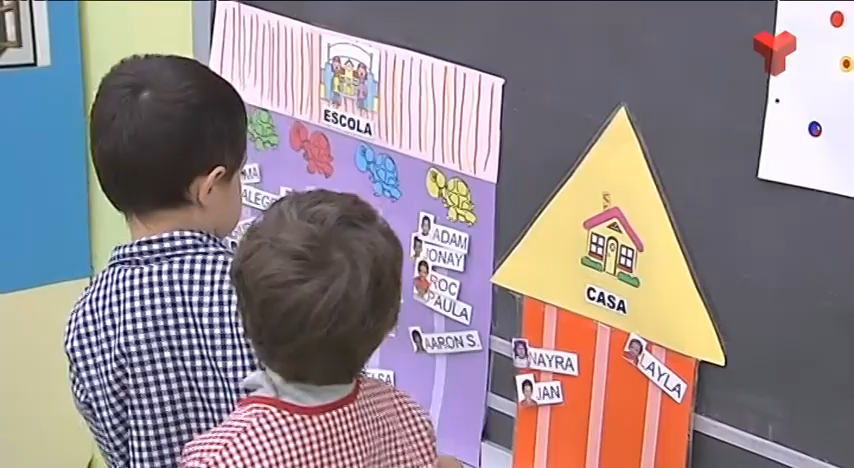 ESCOLA
ADAM
JONAY
ROC
PAULA
AARON S.
CASA
NAYRA
JAN
LAYLA